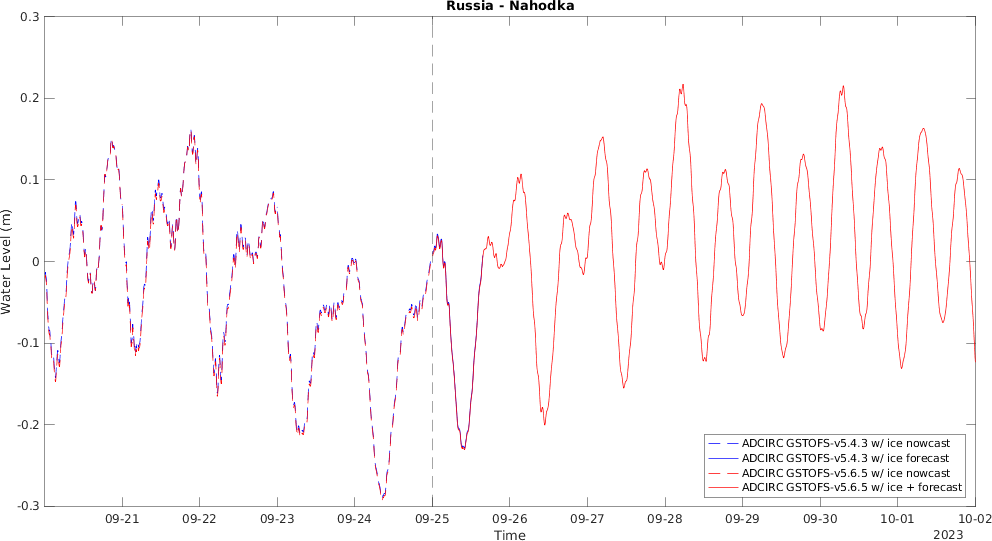 Russia - Nahodka
Water Level (m)
0.3
0.2
0.1
0
-0.1
-0.2
-0.3
09-21
09-22
09-23
09-24
09-25
09-26
09-27
09-28
09-29
09-30
10-01
10-02
Time
2023
ADCIRC GSTOFS-v5.4.3 w/ ice nowcast
ADCIRC GSTOFS-v5.4.3 w/ ice forecast
ADCIRC GSTOFS-v5.6.5 w/ ice nowcast
ADCIRC GSTOFS-v5.6.5 w/ ice + forecast